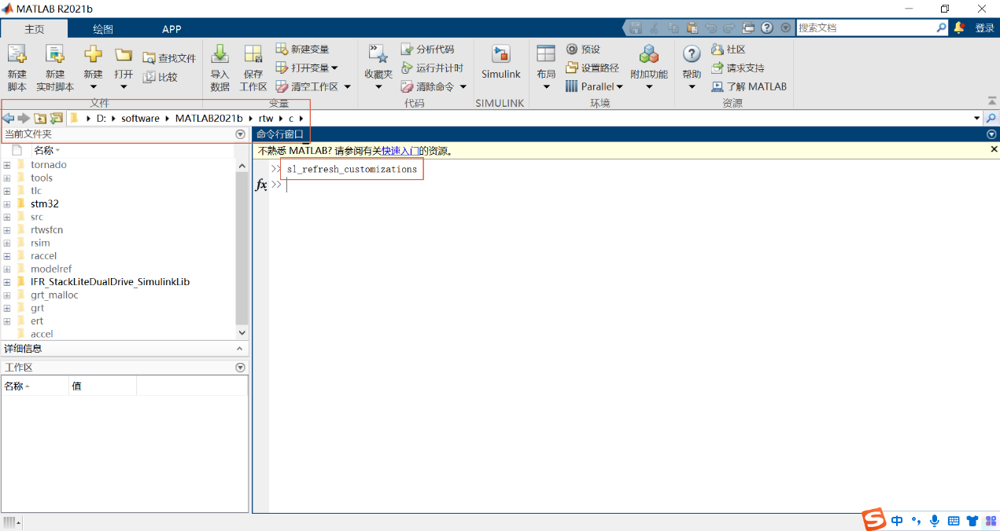 MATLAB R2021b
主页 绘图 APP 搜索文档 登录
新建脚本 新建实时脚本 新建 打开 查找文件 比较
导入数据 保存工作区 新建变量 打开变量 清空工作区
收藏夹 分析代码 运行并计时 清除命令
Simulink
布局 预设 设置路径 Parallel 附加功能
帮助 社区 请求支持 了解 MATLAB
文件 变量 代码 SIMULINK 环境 资源
D: software MATLAB2021b rtw c
当前文件夹
名称
tornado
tools
tlc
stm32
src
rtwsfcn
rsim
raccel
modelref
IFR_StackLiteDualDrive_SimulinkLib
grt_malloc
grt
ert
accel
详细信息
工作区
名称 值
命令行窗口
不熟悉 MATLAB? 请参阅有关快速入门的资源。
>> sl_refresh_customizations
fx >>
S 中